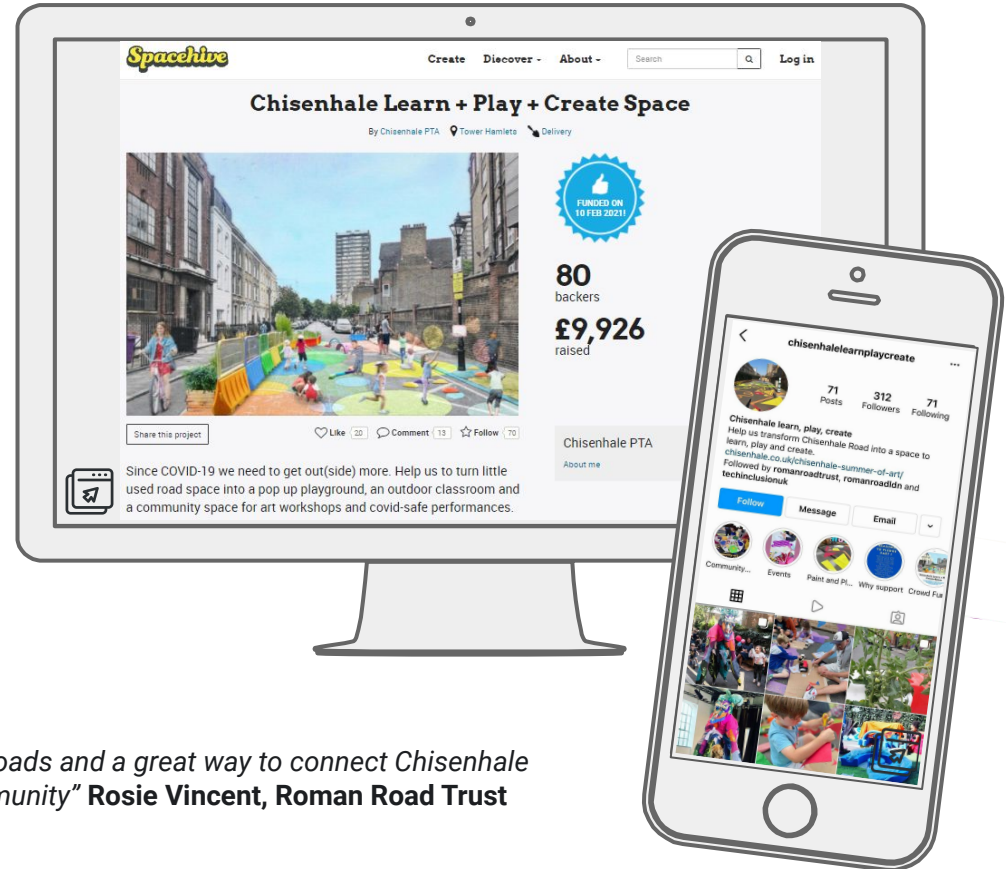 Spacehive
Create Discover - About - Search Log in
Chisenhale Learn + Play + Create Space
By Chisenhale PTA Tower Hamlets Delivery
FUNDED ON
10 FEB 2021!
80
backers
£9,926
raised
Share this project Like 20 Comment 13 Follow 70
Chisenhale PTA
About me
Since COVID-19 we need to get out(side) more. Help us to turn little
used road space into a pop up playground, an outdoor classroom and
a community space for art workshops and covid-safe performances.
chisenhalelearnplaycreate
71 312 71
Posts Followers Following
Chisenhale learn, play, create
Help us transform Chisenhale Road into a space to
learn, play and create.
chisenhale.co.uk/chisenhale-summer-of-art/
Followed by romanroadtrust, romanroadldn and
techinclusionuk
Follow Message Email
Community... Events Paint and Pl... Why support Crowd Fu
oads and a great way to connect Chisenhale
munity” Rosie Vincent, Roman Road Trust